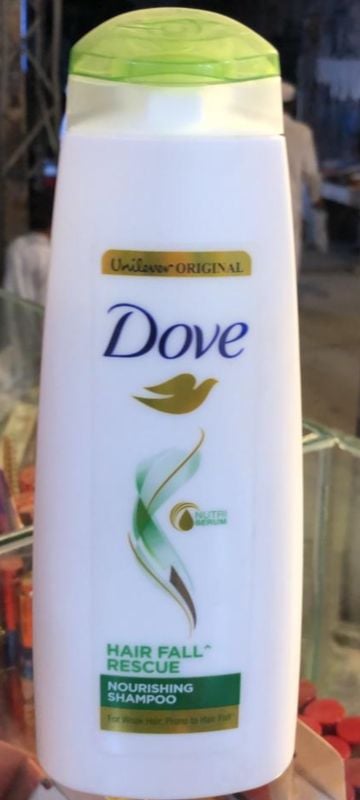 Unilever ORIGINAL
Dove
NUTRI
SERUM
HAIR FALL^
RESCUE
NOURISHING
SHAMPOO
For Weak Hair, Prone to Hair Fall